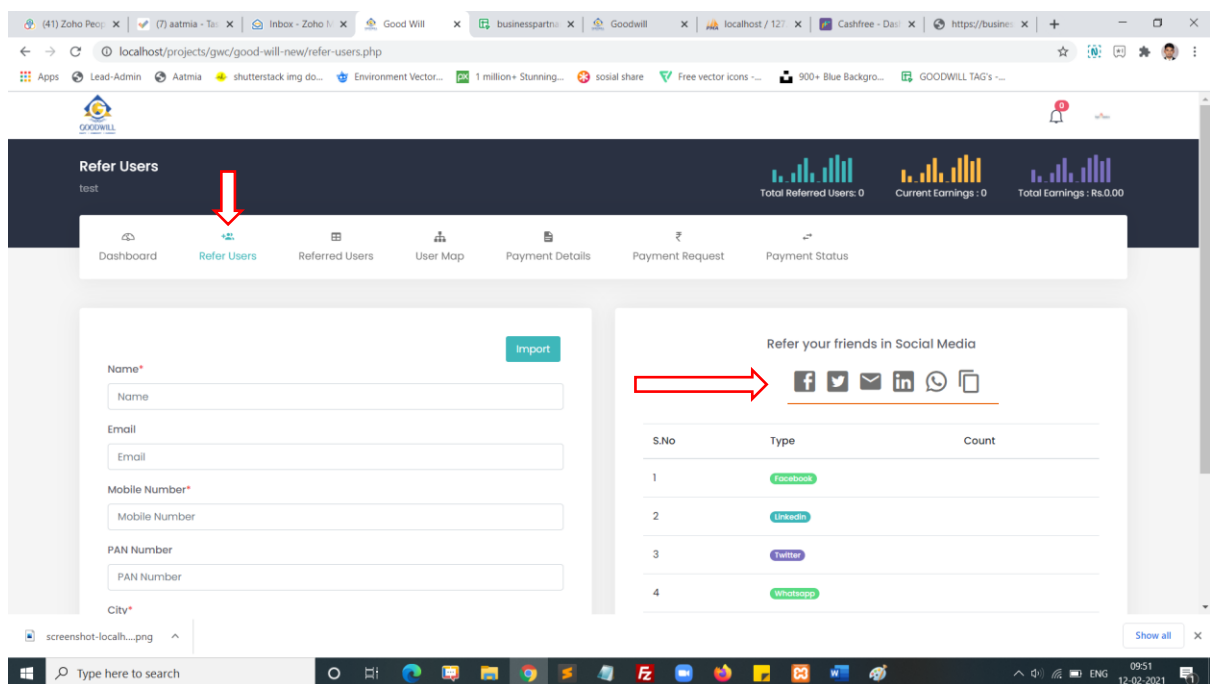 (41) Zoho Peop
(7) aatmia - Tas
Inbox - Zoho M
Good Will
businesspartne
Goodwill
localhost / 127.
Cashfree - Dash
https://busines
localhost/projects/gwc/good-will-new/refer-users.php
Apps
Lead-Admin
Aatmia
shutterstack img do...
Environment Vector...
px
1 million+ Stunning...
sosial share
Free vector icons -...
900+ Blue Backgro...
GOODWILL TAG's -...
GOODWILL
0
Refer Users
test
Total Referred Users: 0
Current Earnings : 0
Total Earnings : Rs.0.00
Dashboard
Refer Users
Referred Users
User Map
Payment Details
₹
Payment Request
Payment Status
Import
Name*
Name
Email
Email
Mobile Number*
Mobile Number
PAN Number
PAN Number
City*
Refer your friends in Social Media
f
in
S.No Type Count
1 Facebook
2 Linkedin
3 Twitter
4 Whatsapp
screenshot-localh....png
Show all
Type here to search
ENG
09:51
12-02-2021